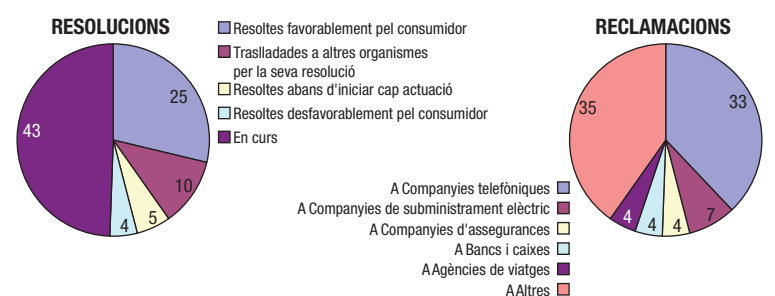 RESOLUCIONS
25
10
5
4
43
Resoltes favorablement pel consumidor
Traslladades a altres organismes
per la seva resolució
Resoltes abans d'iniciar cap actuació
Resoltes desfavorablement pel consumidor
En curs
RECLAMACIONS
33
7
4
4
4
35
A Companyies telefòniques
A Companyies de subministrament elèctric
A Companyies d'assegurances
A Bancs i caixes
A Agències de viatges
A Altres